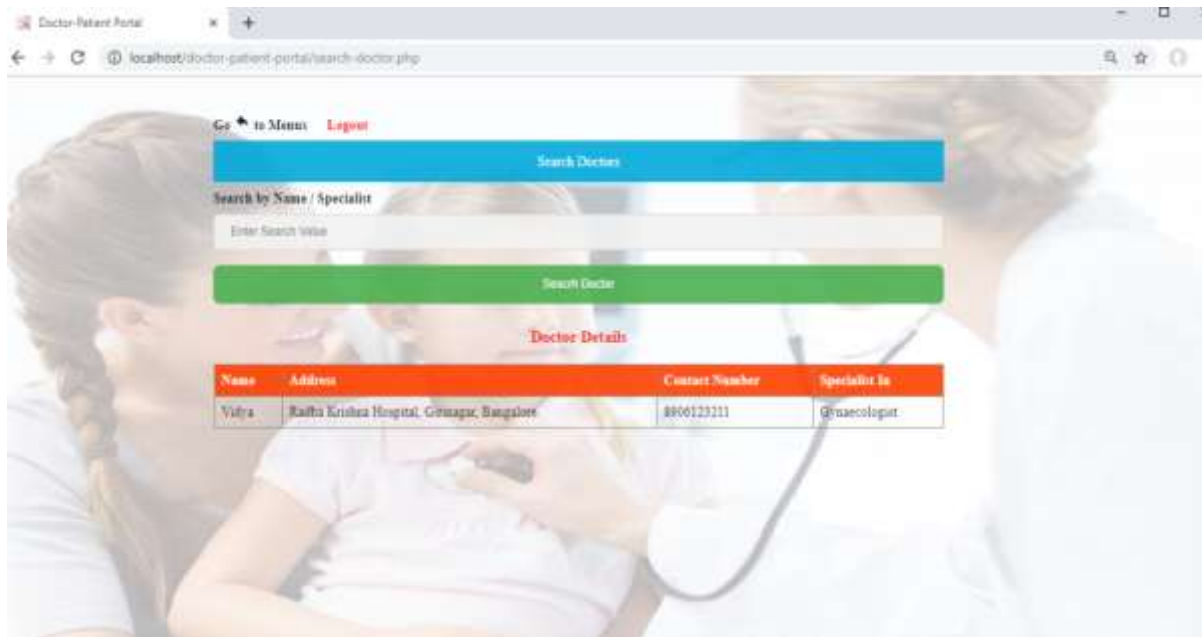 Doctor-Patient Portal
localhost/doctor-patient-portal/search-doctor.php
Go to Menus Logout
Search Doctors
Search by Name / Specialist
Enter Search Value
Search Doctor
Doctor Details
Name Address Contact Number Specialist In
Vidya Radha Krishna Hospital, Bangalore Gynaecologist